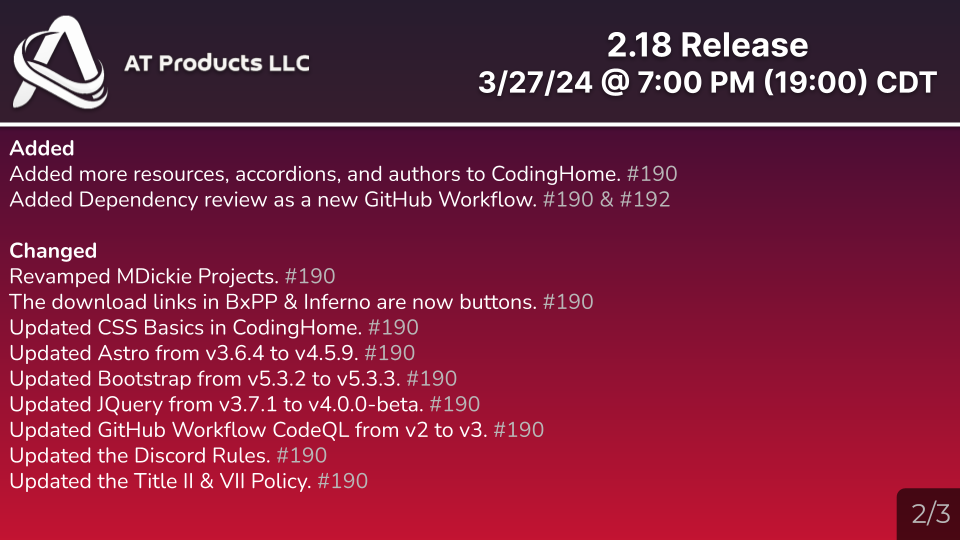 AT Products LLC
2.18 Release
3/27/24 @ 7:00 PM (19:00) CDT
Added
Added more resources, accordions, and authors to CodingHome. #190
Added Dependency review as a new GitHub Workflow. #190 & #192
Changed
Revamped MDickie Projects. #190
The download links in BxPP & Inferno are now buttons. #190
Updated CSS Basics in CodingHome. #190
Updated Astro from v3.6.4 to v4.5.9. #190
Updated Bootstrap from v5.3.2 to v5.3.3. #190
Updated JQuery from v3.7.1 to v4.0.0-beta. #190
Updated GitHub Workflow CodeQL from v2 to v3. #190
Updated the Discord Rules. #190
Updated the Title II & VII Policy. #190
2/3